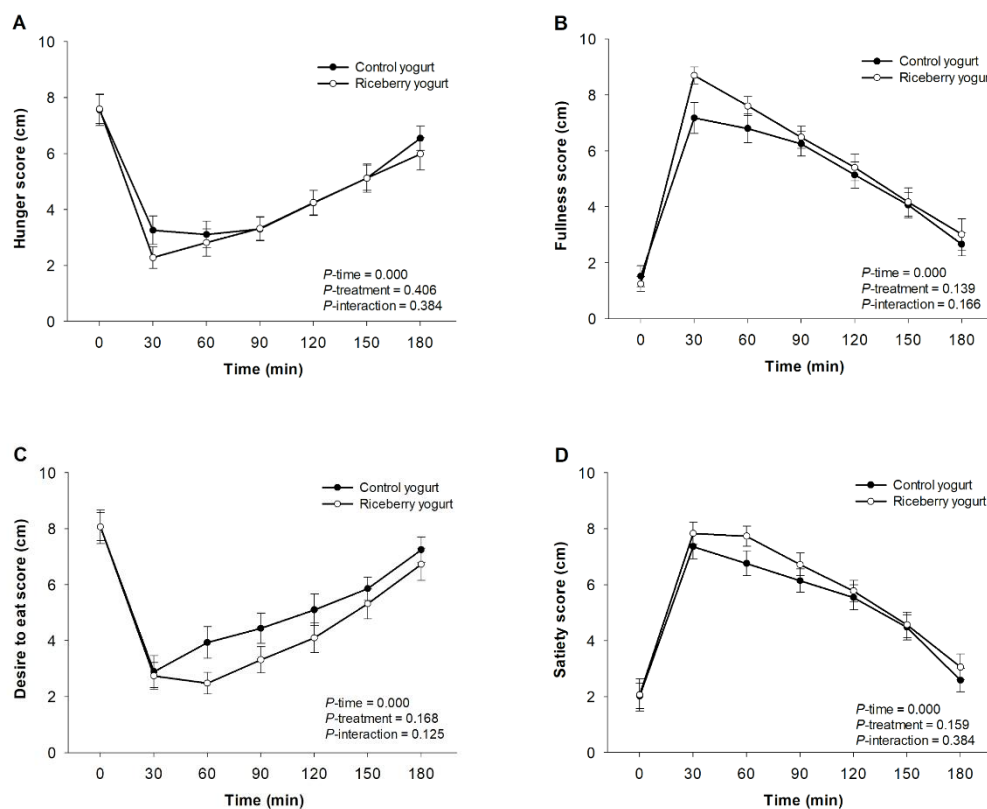 A
10
8
6
4
2
0
Hunger score (cm)
Control yogurt
Riceberry yogurt
P-time = 0.000
P-treatment = 0.406
P-interaction = 0.384
0 30 60 90 120 150 180
Time (min)
B
10
8
6
4
2
0
Fullness score (cm)
Control yogurt
Riceberry yogurt
P-time = 0.000
P-treatment = 0.139
P-interaction = 0.166
0 30 60 90 120 150 180
Time (min)
C
10
8
6
4
2
0
Desire to eat score (cm)
Control yogurt
Riceberry yogurt
P-time = 0.000
P-treatment = 0.168
P-interaction = 0.125
0 30 60 90 120 150 180
Time (min)
D
10
8
6
4
2
0
Satiety score (cm)
Control yogurt
Riceberry yogurt
P-time = 0.000
P-treatment = 0.159
P-interaction = 0.384
0 30 60 90 120 150 180
Time (min)